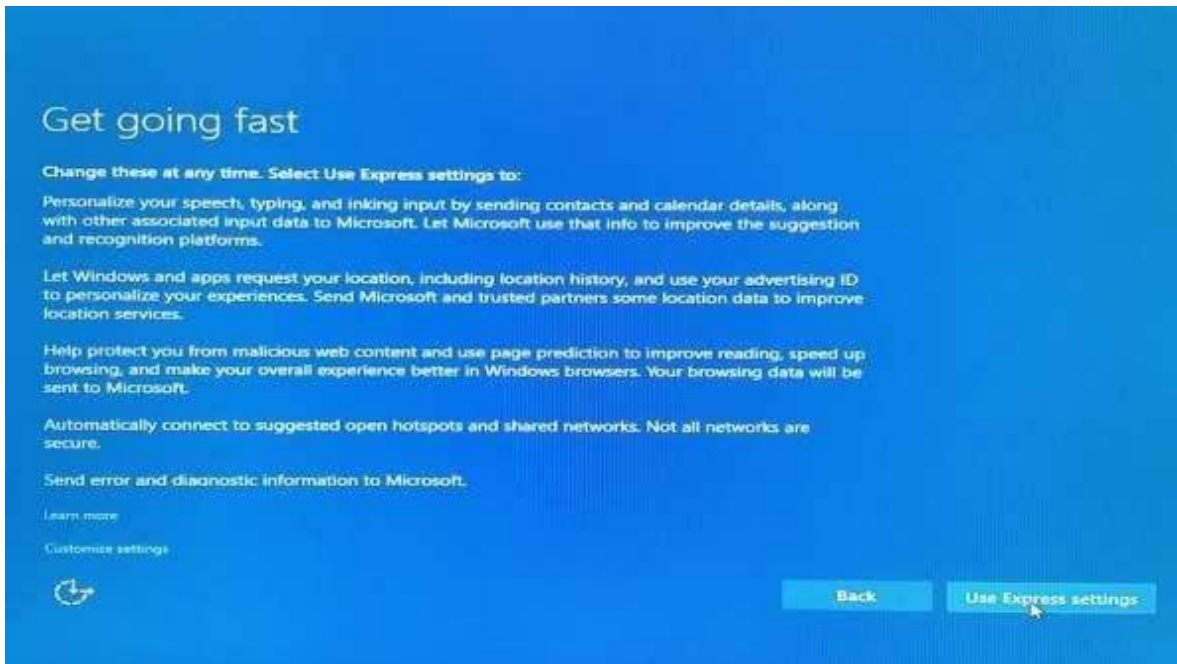 Get going fast
Change these at any time. Select Use Express settings to:
Personalize your speech, typing, and inking input by sending contacts and calendar details, along
with other associated input data to Microsoft. Let Microsoft use that info to improve the suggestion
and recognition platforms.
Let Windows and apps request your location, including location history, and use your advertising ID
to personalize your experiences. Send Microsoft and trusted partners some location data to improve
location services.
Help protect you from malicious web content and use page prediction to improve reading, speed up
browsing, and make your overall experience better in Windows browsers. Your browsing data will be
sent to Microsoft.
Automatically connect to suggested open hotspots and shared networks. Not all networks are
secure.
Send error and diagnostic information to Microsoft.
Learn more
Customize settings
Back
Use Express settings